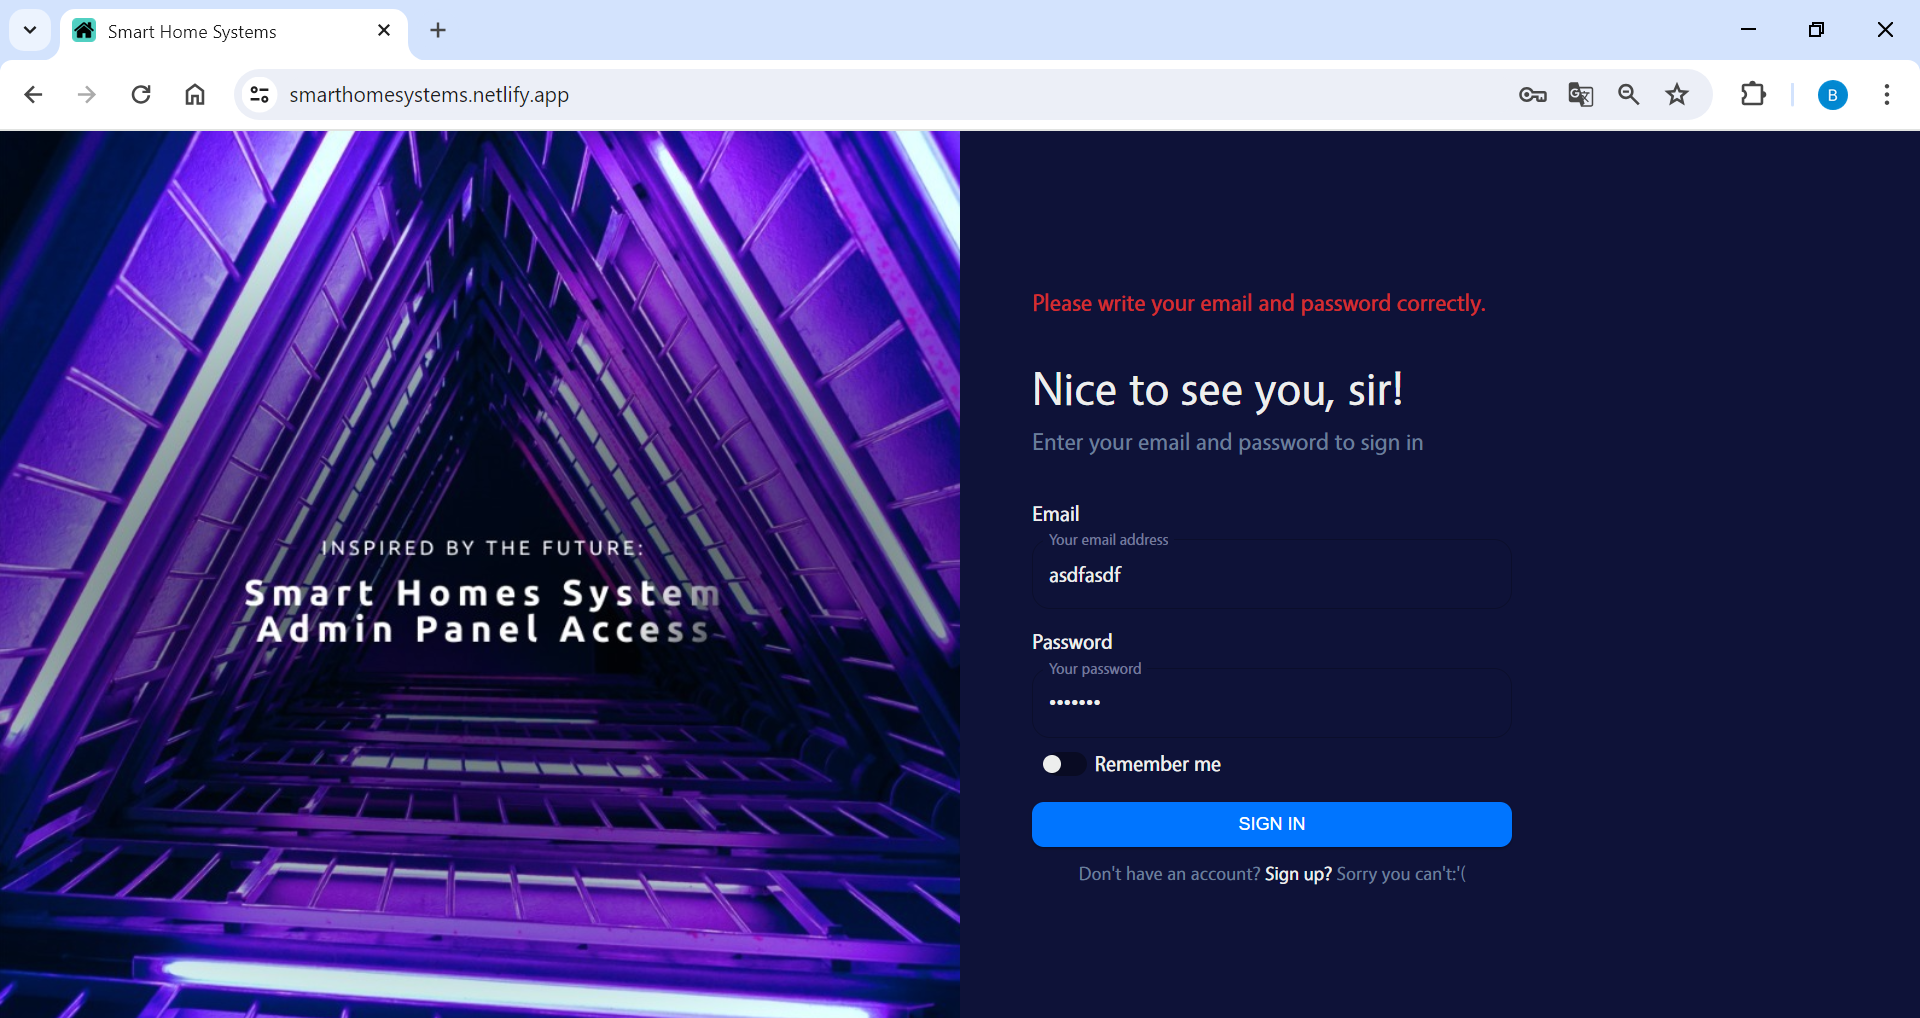 Smart Home Systems
smarthomesystems.netlify.app
B
INSPIRED BY THE FUTURE:
Smart Homes System
Admin Panel Access
Please write your email and password correctly.
Nice to see you, sir!
Enter your email and password to sign in
Email
Your email address
asdfasdf
Password
Your password
•••••••
Remember me
SIGN IN
Don't have an account? Sign up? Sorry you can't:'(